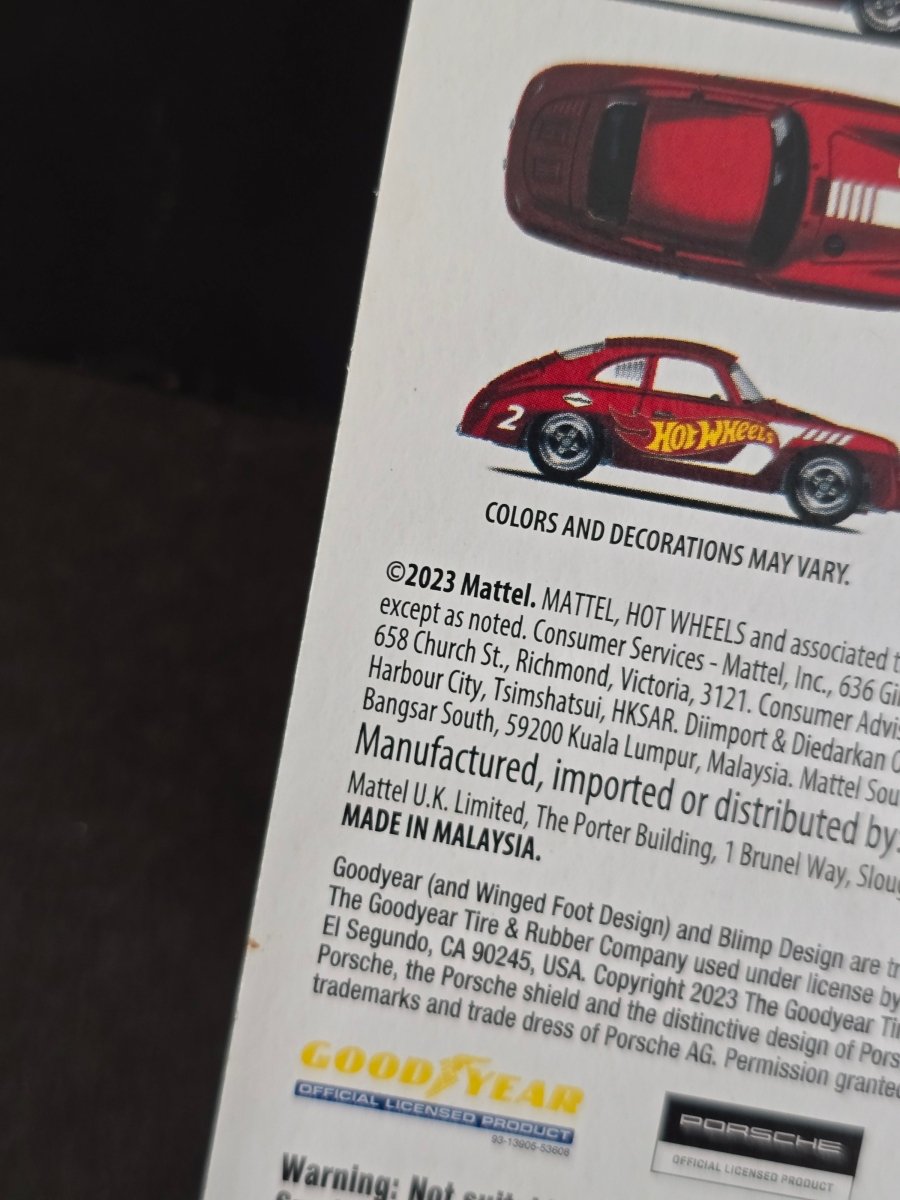 2
HOT WHEELS
COLORS AND DECORATIONS MAY VARY.
©2023 Mattel. MATTEL, HOT WHEELS and associated
except as noted. Consumer Services - Mattel, Inc., 636
658 Church St., Richmond, Victoria, 3121. Consumer
Harbour City, Tsimshatsui, HKSAR. Diimport & Diedarkan
Bangsar South, 59200 Kuala Lumpur, Malaysia. Mattel
Manufactured, imported or distributed by:
Mattel U.K. Limited, The Porter Building, 1 Brunel Way,
MADE IN MALAYSIA.
Goodyear (and Winged Foot Design) and Blimp Design are
The Goodyear Tire & Rubber Company used under license by
El Segundo, CA 90245, USA. Copyright 2023 The Goodyear
Porsche, the Porsche shield and the distinctive design of
trademarks and trade dress of Porsche AG. Permission
GOODYEAR
OFFICIAL LICENSED PRODUCT
93-13905-53608
PORSCHE
OFFICIAL LICENSED PRODUCT
Warning: Not